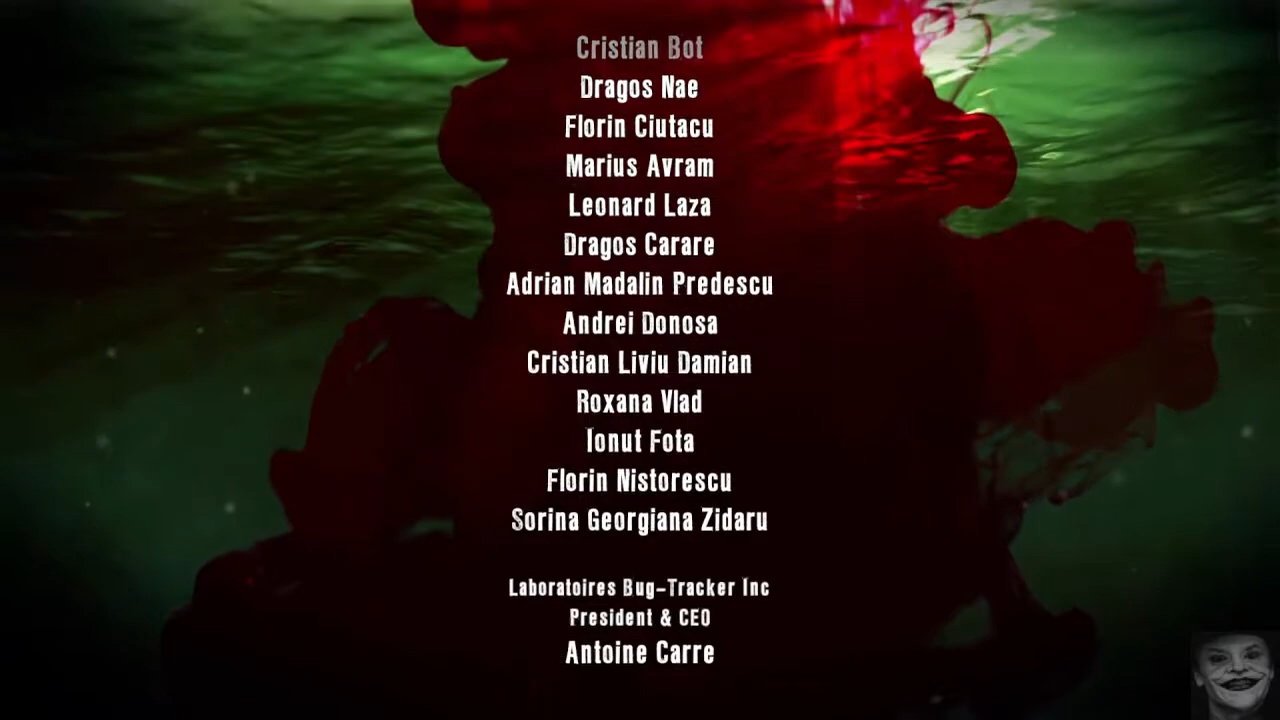 Cristian Bot
Dragos Nae
Florin Ciutacu
Marius Avram
Leonard Laza
Dragos Carare
Adrian Madalin Predescu
Andrei Donosa
Cristian Liviu Damian
Roxana Vlad
Ionut Fota
Florin Nistorescu
Sorina Georgiana Zidaru
Laboratoires Bug-Tracker Inc
President & CEO
Antoine Carre